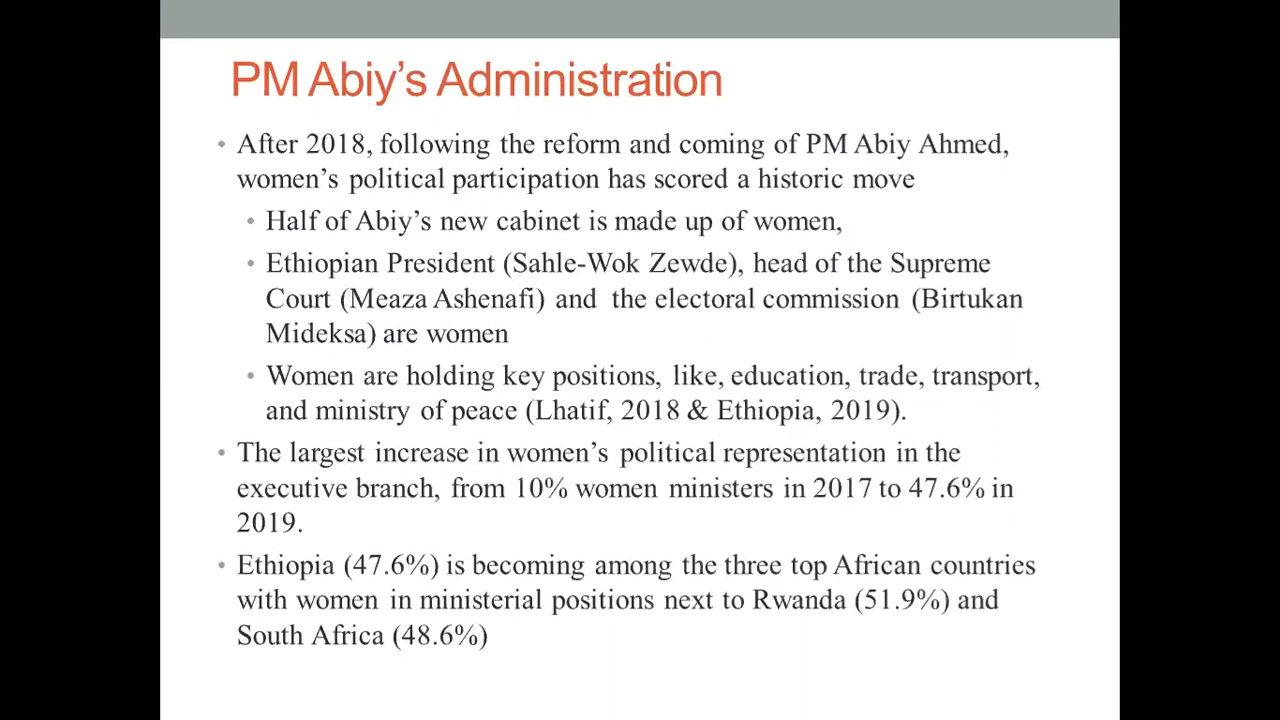 PM Abiy's Administration
• After 2018, following the reform and coming of PM Abiy Ahmed,
women's political participation has scored a historic move
• Half of Abiy's new cabinet is made up of women,
• Ethiopian President (Sahle-Wok Zewde), head of the Supreme
Court (Meaza Ashenafi) and the electoral commission (Birtukan
Mideksa) are women
• Women are holding key positions, like, education, trade, transport,
and ministry of peace (Lhatif, 2018 & Ethiopia, 2019).
• The largest increase in women's political representation in the
executive branch, from 10% women ministers in 2017 to 47.6% in
2019.
• Ethiopia (47.6%) is becoming among the three top African countries
with women in ministerial positions next to Rwanda (51.9%) and
South Africa (48.6%)